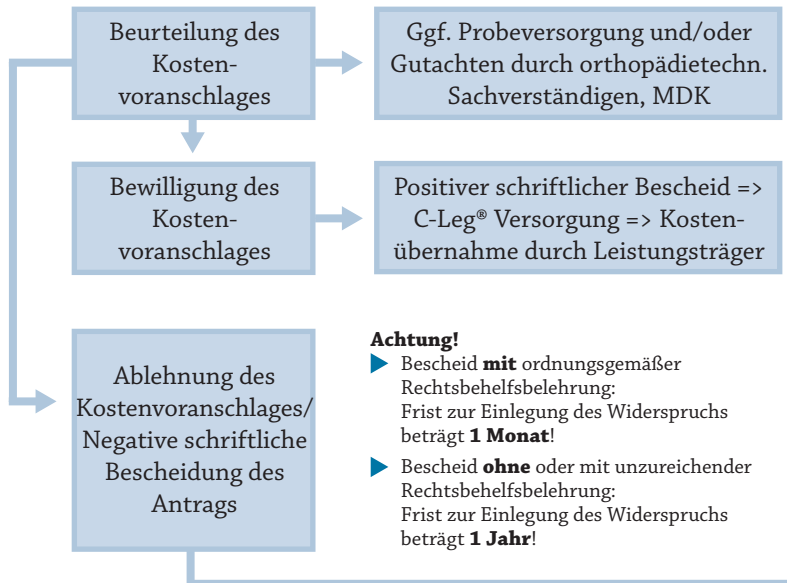 Beurteilung des
Kosten-
voranschlages
Ggf. Probeversorgung und/oder
Gutachten durch orthopädietechn.
Sachverständigen, MDK
Bewilligung des
Kosten-
voranschlages
Positiver schriftlicher Bescheid =>
C-Leg® Versorgung => Kosten-
übernahme durch Leistungsträger
Ablehnung des
Kostenvoranschlages/
Negative schriftliche
Bescheidung des
Antrags
Achtung!
Bescheid mit ordnungsgemäßer
Rechtsbehelfsbelehrung:
Frist zur Einlegung des Widerspruchs
beträgt 1 Monat!
Bescheid ohne oder mit unzureichender
Rechtsbehelfsbelehrung:
Frist zur Einlegung des Widerspruchs
beträgt 1 Jahr!